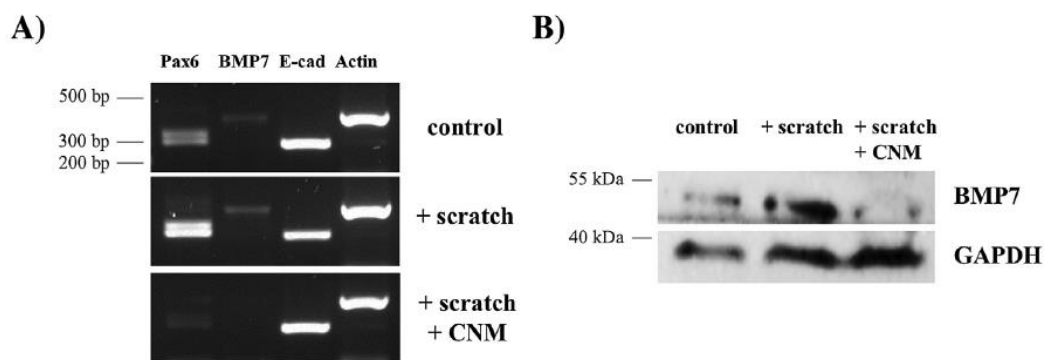 A)
Pax6 BMP7 E-cad Actin
500 bp
300 bp
200 bp
control
+ scratch
+ scratch
+ CNM
B)
control + scratch + scratch
+ CNM
55 kDa
BMP7
40 kDa
GAPDH